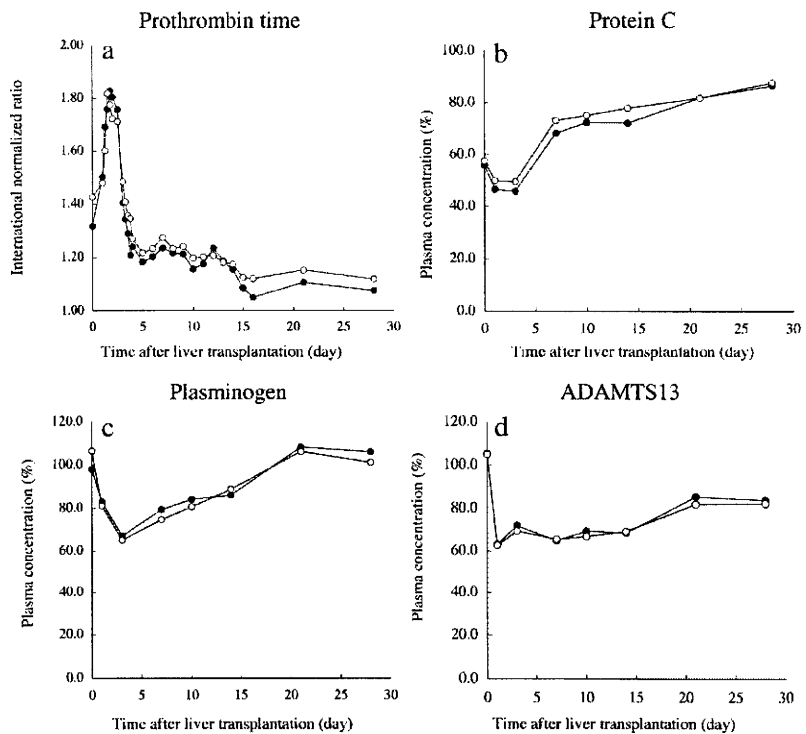 Prothrombin time
a
2.00
1.80
1.60
1.40
1.20
1.00
International normalized ratio
0 5 10 15 20 25 30
Time after liver transplantation (day)
Protein C
b
100.0
80.0
60.0
40.0
20.0
0.0
Plasma concentration (%)
0 5 10 15 20 25 30
Time after liver transplantation (day)
Plasminogen
c
120.0
100.0
80.0
60.0
40.0
20.0
0.0
Plasma concentration (%)
0 5 10 15 20 25 30
Time after liver transplantation (day)
ADAMTS13
d
120.0
100.0
80.0
60.0
40.0
20.0
0.0
Plasma concentration (%)
0 5 10 15 20 25 30
Time after liver transplantation (day)